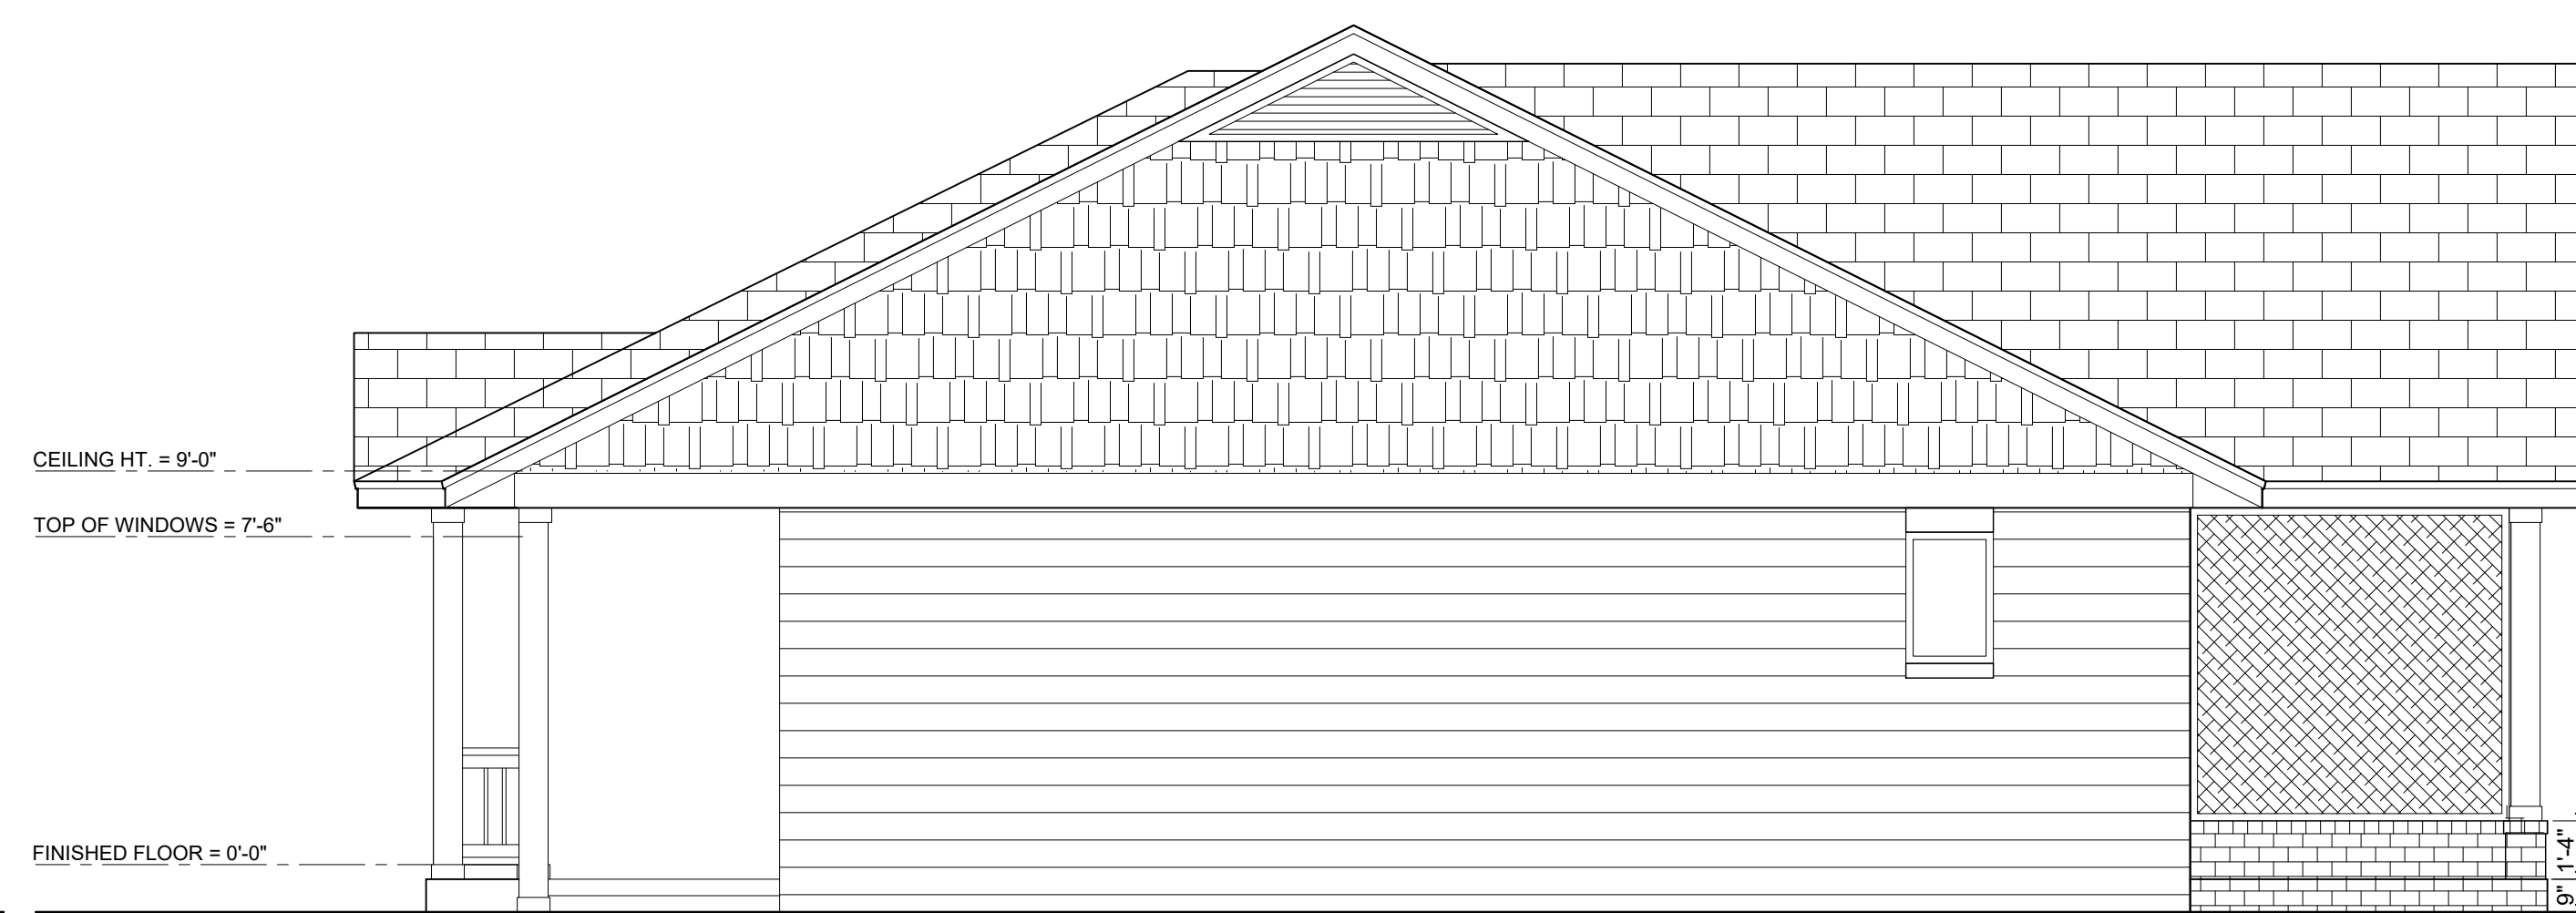 CEILING HT. = 9'-0"
TOP OF WINDOWS = 7'-6"
FINISHED FLOOR = 0'-0"
1'-4"
9"